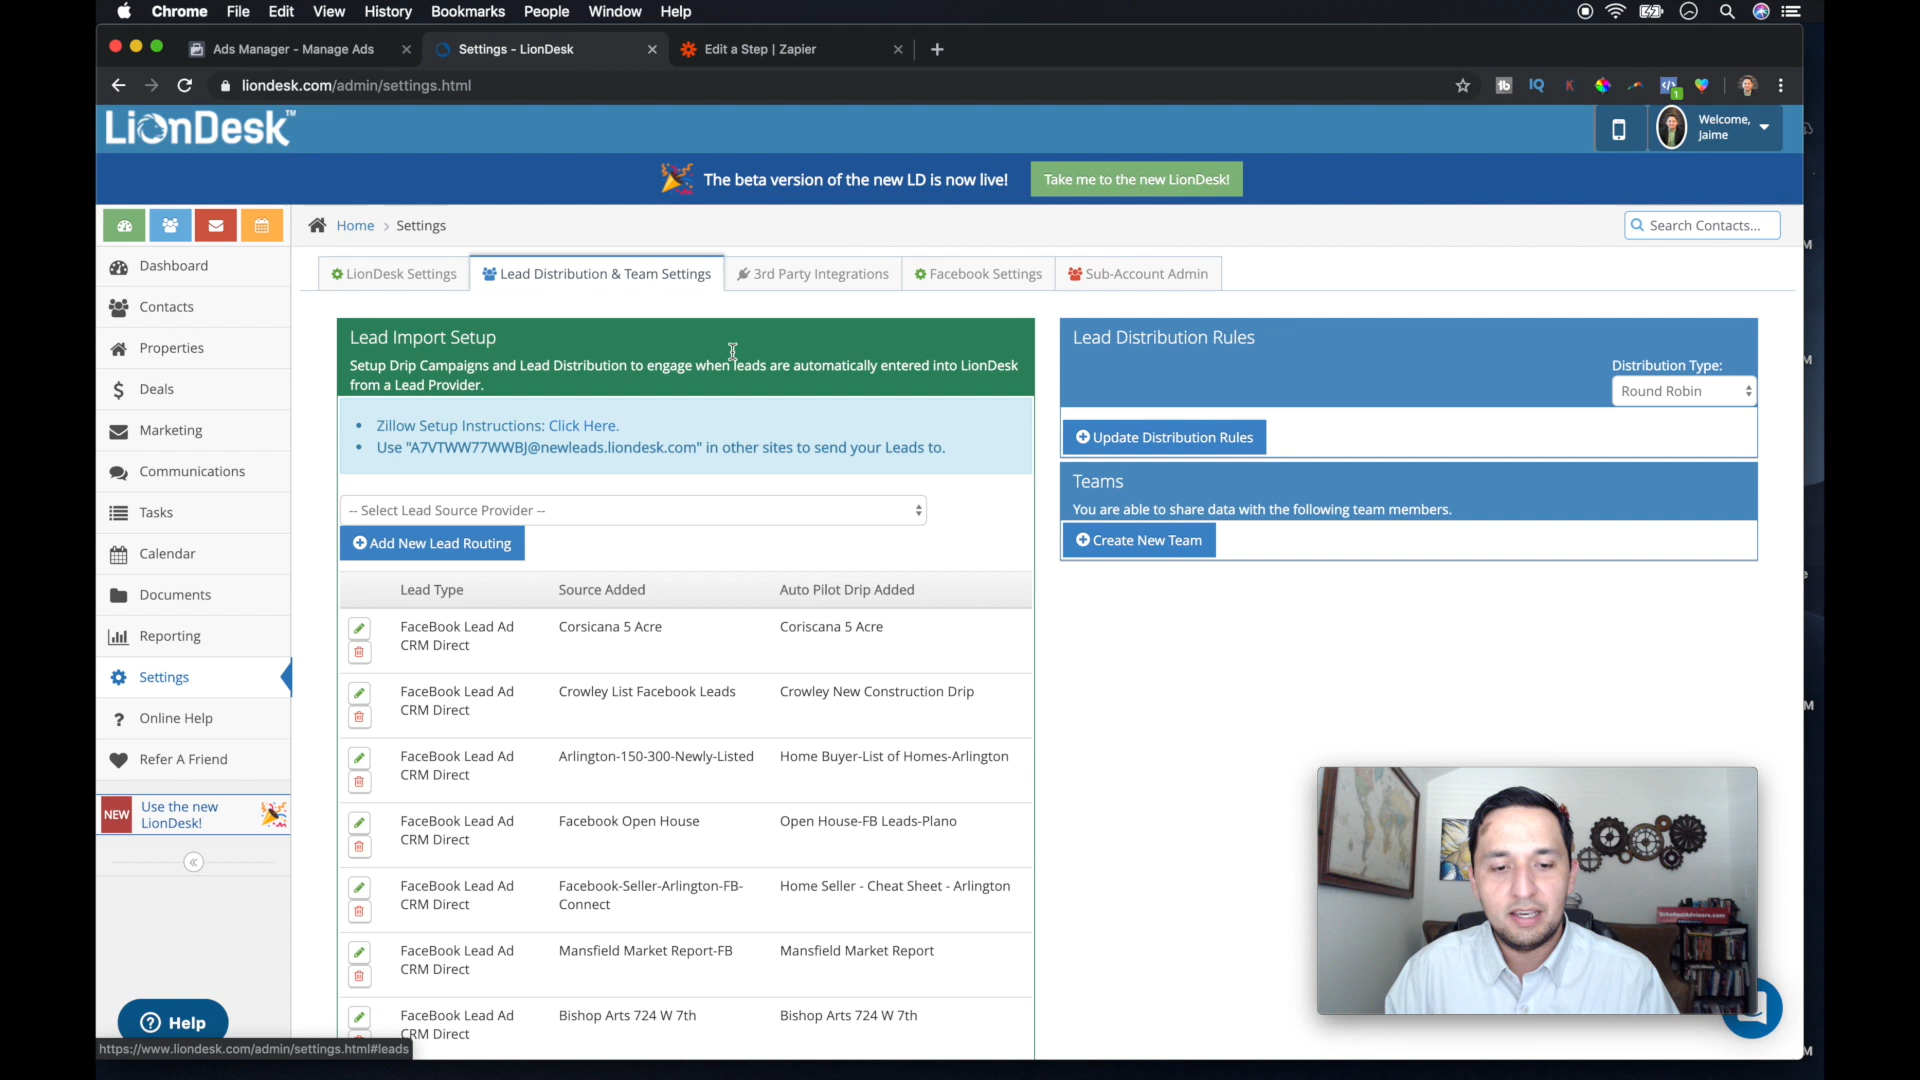 Chrome File Edit View History Bookmarks People Window Help
Ads Manager - Manage Ads
Settings - LionDesk
Edit a Step | Zapier
liondesk.com/admin/settings.html
LionDesk™
Welcome,
Jaime
The beta version of the new LD is now live!
Take me to the new LionDesk!
Home > Settings
Search Contacts...
Dashboard
Contacts
Properties
Deals
Marketing
Communications
Tasks
Calendar
Documents
Reporting
Settings
Online Help
Refer A Friend
NEW
Use the new
LionDesk!
Help
https://www.liondesk.com/admin/settings.html#leads
LionDesk Settings
Lead Distribution & Team Settings
3rd Party Integrations
Facebook Settings
Sub-Account Admin
Lead Import Setup
Setup Drip Campaigns and Lead Distribution to engage when leads are automatically entered into LionDesk
from a Lead Provider.
Zillow Setup Instructions: Click Here.
Use "A7VTWW77WWBJ@newleads.liondesk.com" in other sites to send your Leads to.
-- Select Lead Source Provider --
Add New Lead Routing
Lead Type Source Added Auto Pilot Drip Added
FaceBook Lead Ad Corsicana 5 Acre Coriscana 5 Acre
CRM Direct
FaceBook Lead Ad Crowley List Facebook Leads Crowley New Construction Drip
CRM Direct
FaceBook Lead Ad Arlington-150-300-Newly-Listed Home Buyer-List of Homes-Arlington
CRM Direct
FaceBook Lead Ad Facebook Open House Open House-FB Leads-Plano
CRM Direct
FaceBook Lead Ad Facebook-Seller-Arlington-FB- Home Seller - Cheat Sheet - Arlington
CRM Direct Connect
FaceBook Lead Ad Mansfield Market Report-FB Mansfield Market Report
CRM Direct
FaceBook Lead Ad Bishop Arts 724 W 7th Bishop Arts 724 W 7th
CRM Direct
Lead Distribution Rules
Distribution Type:
Round Robin
Update Distribution Rules
Teams
You are able to share data with the following team members.
Create New Team